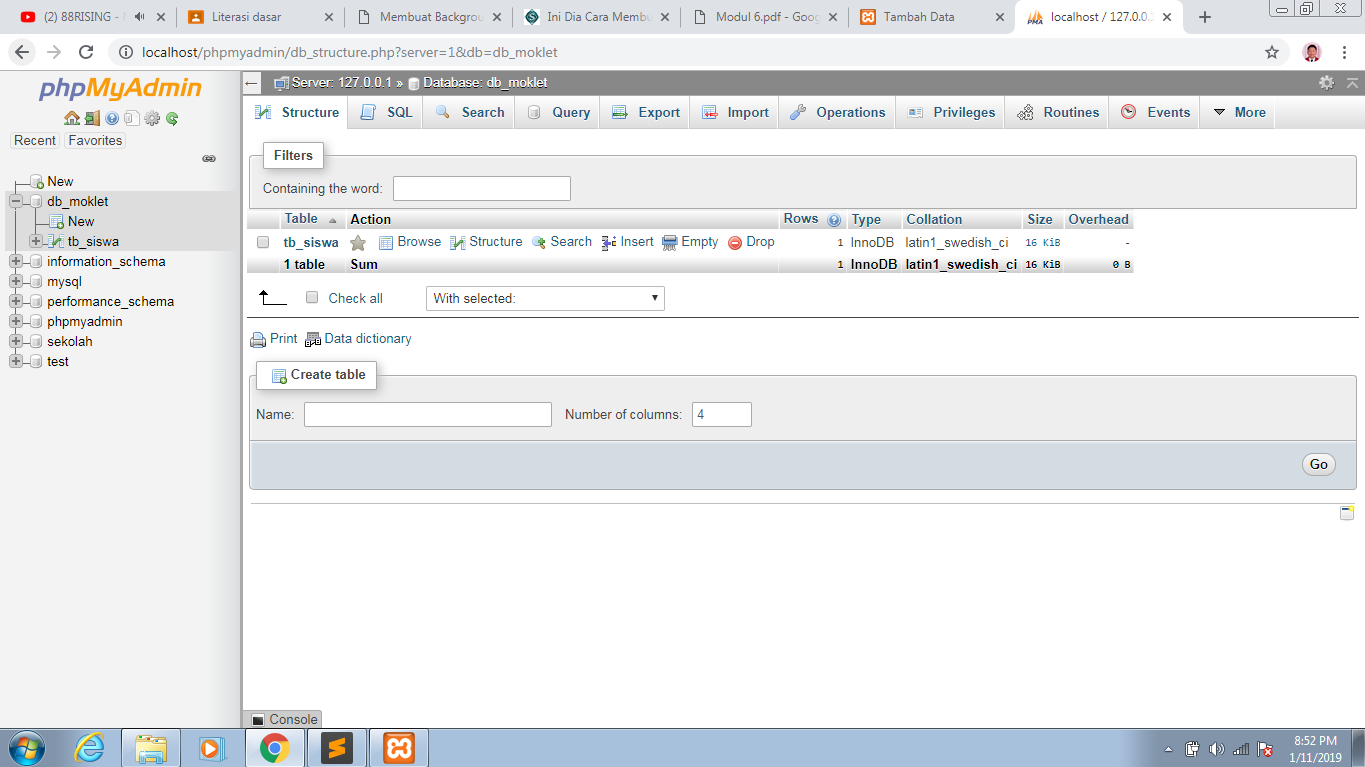 (2) 88RISING -
Literasi dasar
Membuat Backgrou
Ini Dia Cara Membu
Modul 6.pdf - Goog
Tambah Data
localhost / 127.0.0.
localhost/phpmyadmin/db_structure.php?server=1&db=db_moklet
phpMyAdmin
Recent Favorites
New
db_moklet
New
tb_siswa
information_schema
mysql
performance_schema
phpmyadmin
sekolah
test
Server: 127.0.0.1 » Database: db_moklet
Structure SQL Search Query Export Import Operations Privileges Routines Events More
Filters
Containing the word:
Table Action Rows Type Collation Size Overhead
tb_siswa Browse Structure Search Insert Empty Drop 1 InnoDB latin1_swedish_ci 16 KiB -
1 table Sum 1 InnoDB latin1_swedish_ci 16 KiB 0 B
Check all With selected:
Print Data dictionary
Create table
Name: Number of columns: 4
Go
Console
8:52 PM
1/11/2019